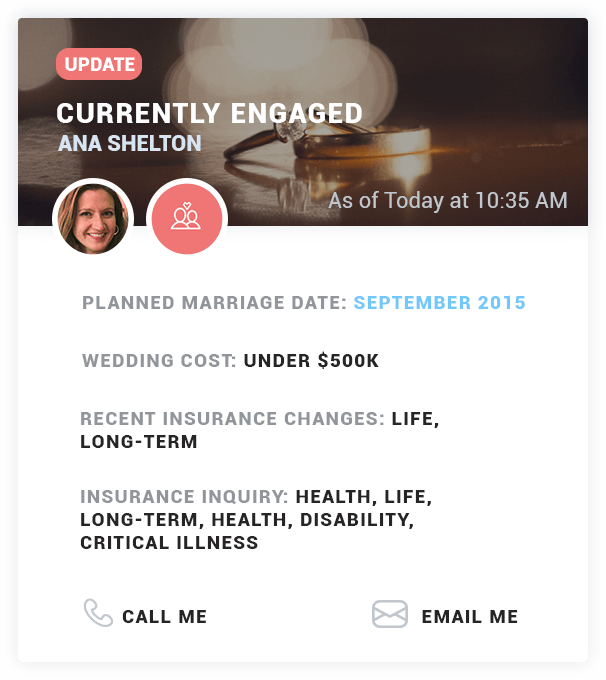 UPDATE
CURRENTLY ENGAGED
ANA SHELTON
As of Today at 10:35 AM
PLANNED MARRIAGE DATE: SEPTEMBER 2015
WEDDING COST: UNDER $500K
RECENT INSURANCE CHANGES: LIFE,
LONG-TERM
INSURANCE INQUIRY: HEALTH, LIFE,
LONG-TERM, HEALTH, DISABILITY,
CRITICAL ILLNESS
CALL ME
EMAIL ME